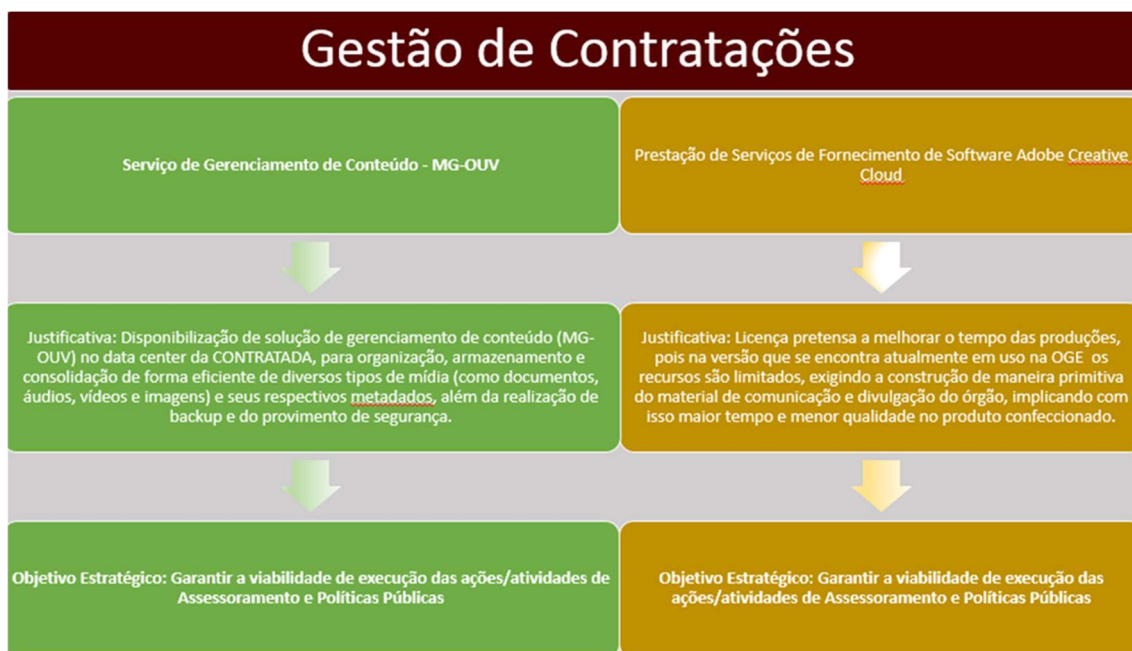 Gestão de Contratações
Serviço de Gerenciamento de Conteúdo - MG-OUV
Prestação de Serviços de Fornecimento de Software Adobe Creative
Cloud
Justificativa: Disponibilização de solução de gerenciamento de conteúdo (MG-
OUV) no data center da CONTRATADA, para organização, armazenamento e
consolidação de forma eficiente de diversos tipos de mídia (como documentos,
áudios, vídeos e imagens) e seus respectivos metadados, além da realização de
backup e do provimento de segurança.
Justificativa: Licença pretensa a melhorar o tempo das produções,
pois na versão que se encontra atualmente em uso na OGE os
recursos são limitados, exigindo a construção de maneira primitiva
do material de comunicação e divulgação do órgão, implicando com
isso maior tempo e menor qualidade no produto confeccionado.
Objetivo Estratégico: Garantir a viabilidade de execução das ações/atividades de
Assessoramento e Políticas Públicas
Objetivo Estratégico: Garantir a viabilidade de execução das
ações/atividades de Assessoramento e Políticas Públicas